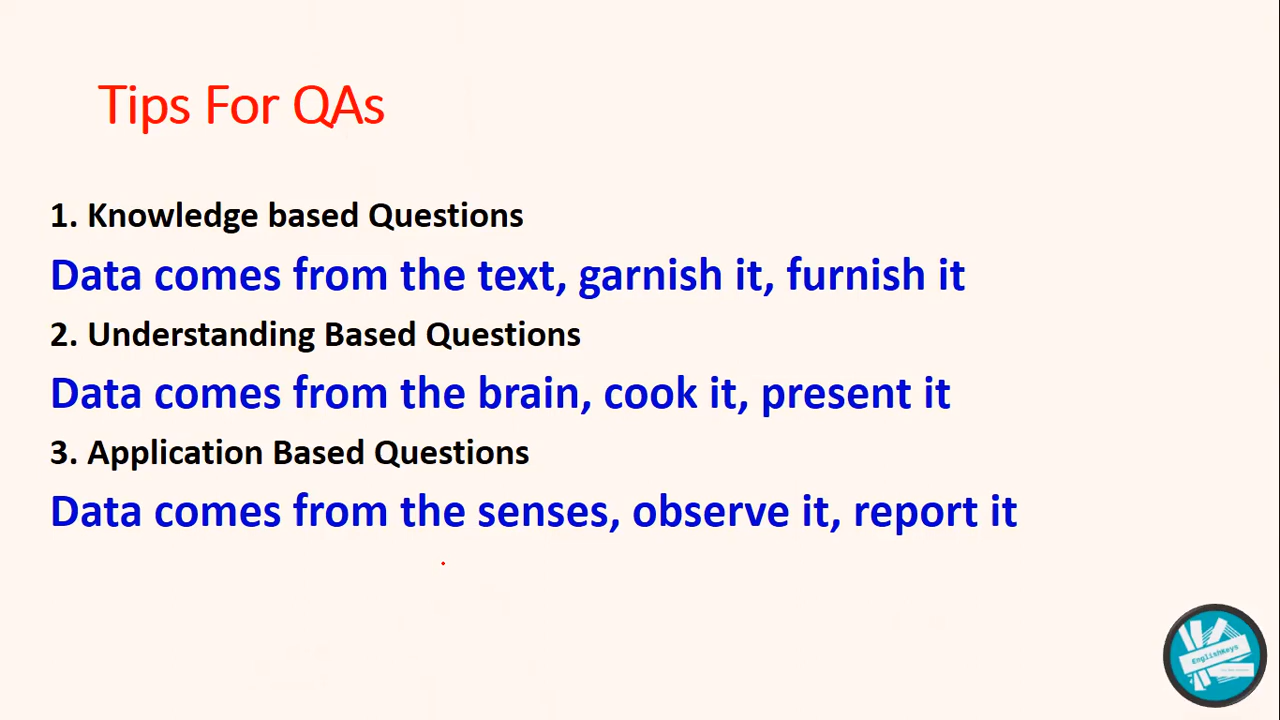 Tips For QAs
1. Knowledge based Questions
Data comes from the text, garnish it, furnish it
2. Understanding Based Questions
Data comes from the brain, cook it, present it
3. Application Based Questions
Data comes from the senses, observe it, report it
EnglishKeys